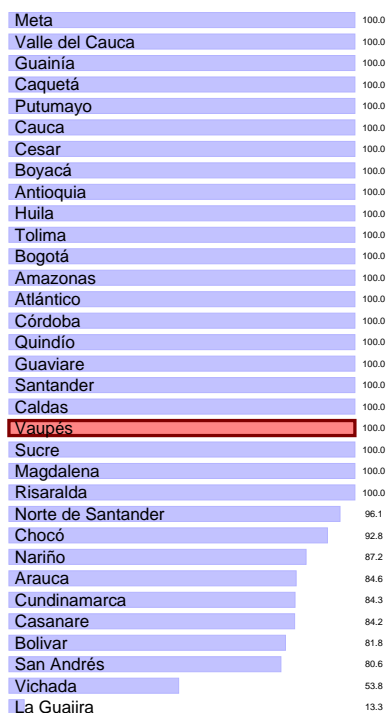 Meta 100.0
Valle del Cauca 100.0
Guainía 100.0
Caquetá 100.0
Putumayo 100.0
Cauca 100.0
Cesar 100.0
Boyacá 100.0
Antioquia 100.0
Huila 100.0
Tolima 100.0
Bogotá 100.0
Amazonas 100.0
Atlántico 100.0
Córdoba 100.0
Quindío 100.0
Guaviare 100.0
Santander 100.0
Caldas 100.0
Vaupés 100.0
Sucre 100.0
Magdalena 100.0
Risaralda 100.0
Norte de Santander 96.1
Chocó 92.8
Nariño 87.2
Arauca 84.6
Cundinamarca 84.3
Casanare 84.2
Bolivar 81.8
San Andrés 80.6
Vichada 53.8
La Guajira 13.3